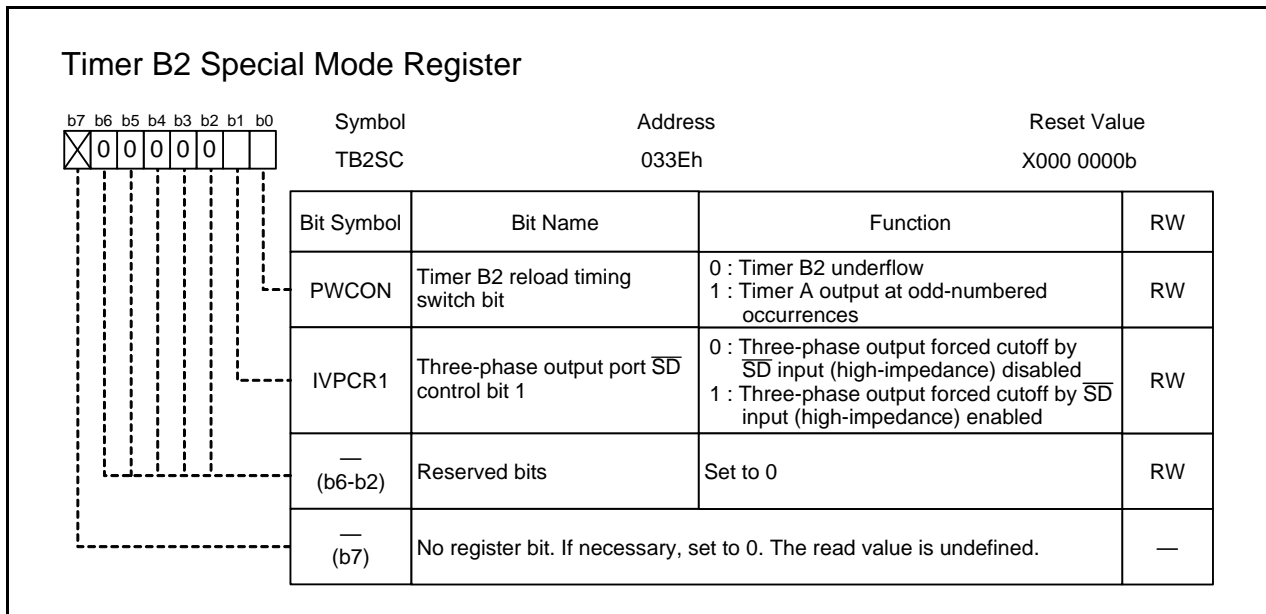 Timer B2 Special Mode Register
b7 b6 b5 b4 b3 b2 b1 b0
0 0 0 0 0
Symbol Address Reset Value
TB2SC 033Eh X000 0000b
Bit Symbol Bit Name Function RW
PWCON
Timer B2 reload timing
switch bit
0 : Timer B2 underflow
1 : Timer A output at odd-numbered
occurrences
RW
IVPCR1
Three-phase output port S̅D̅
control bit 1
0 : Three-phase output forced cutoff by
S̅D̅ input (high-impedance) disabled
1 : Three-phase output forced cutoff by S̅D̅
input (high-impedance) enabled
RW
—
(b6-b2)
Reserved bits
Set to 0
RW
—
(b7)
No register bit. If necessary, set to 0. The read value is undefined.
—